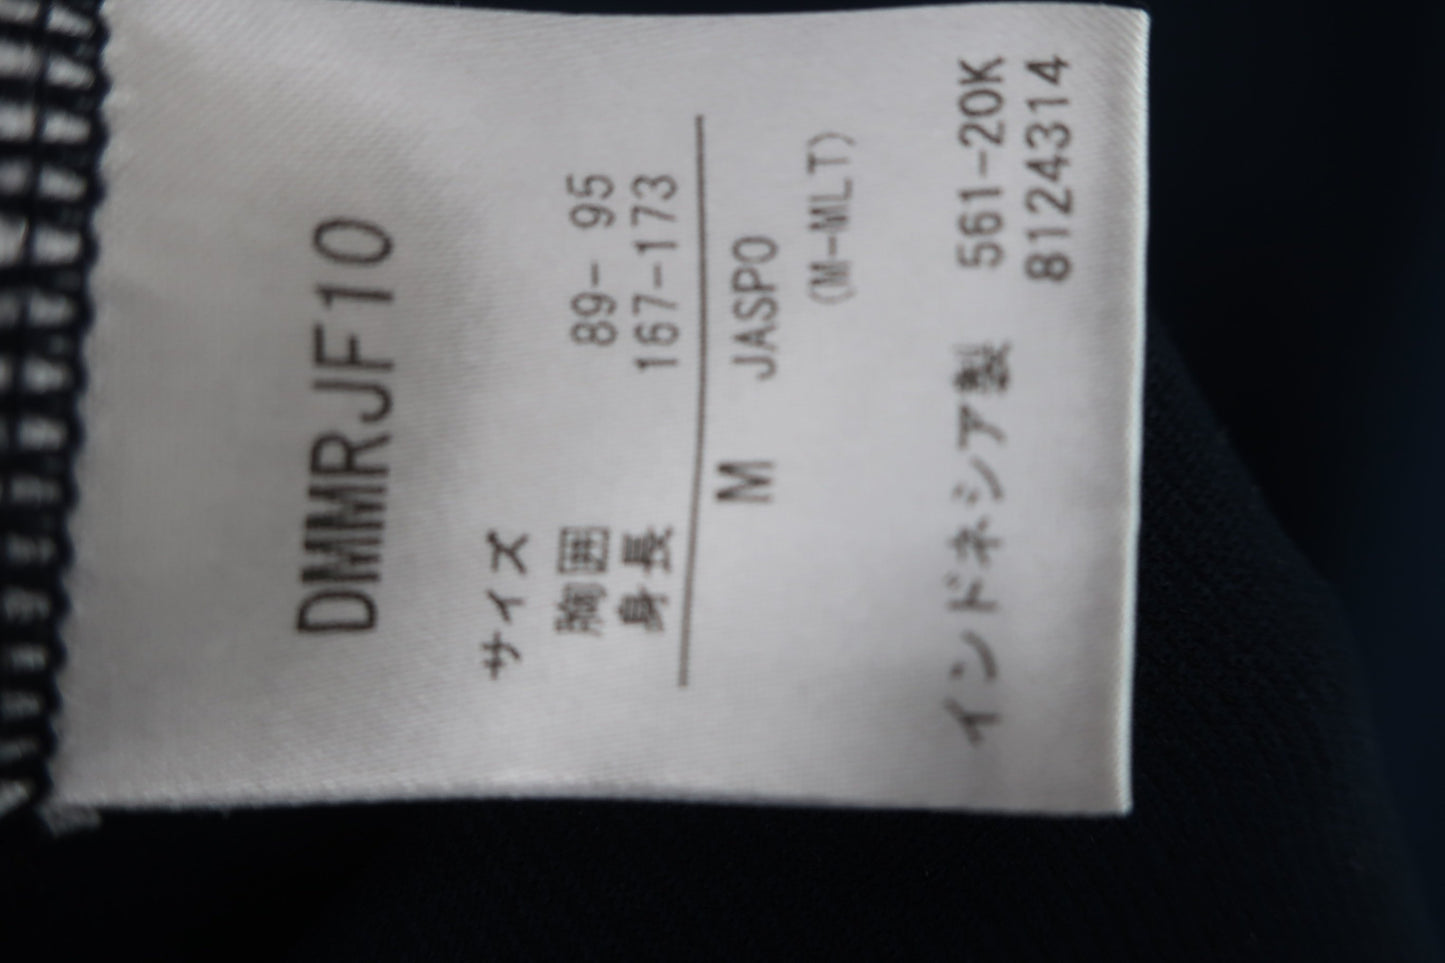 DMMRJF10
サイズ
胸囲 89- 95
身長 167-173
M JASPO
(M-MLT)
インドネシア製 561-20K
8124314